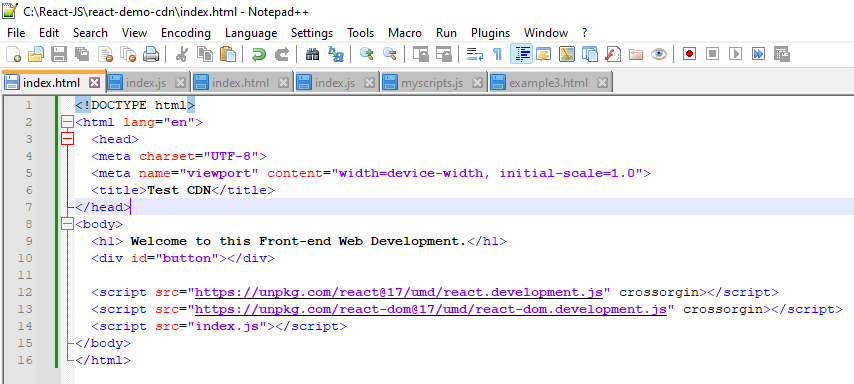 C:\React-JS\react-demo-cdn\index.html - Notepad++
File Edit Search View Encoding Language Settings Tools Macro Run Plugins Window ?
index.html index.js index.html index.js myscripts.js example3.html
1 <!DOCTYPE html>
2 <html lang="en">
3 <head>
4 <meta charset="UTF-8">
5 <meta name="viewport" content="width=device-width, initial-scale=1.0">
6 <title>Test CDN</title>
7 </head>
8 <body>
9 <h1> Welcome to this Front-end Web Development.</h1>
10 <div id="button"></div>
11
12 <script src="https://unpkg.com/react@17/umd/react.development.js" crossorgin></script>
13 <script src="https://unpkg.com/react-dom@17/umd/react-dom.development.js" crossorgin></script>
14 <script src="index.js"></script>
15 </body>
16 </html>